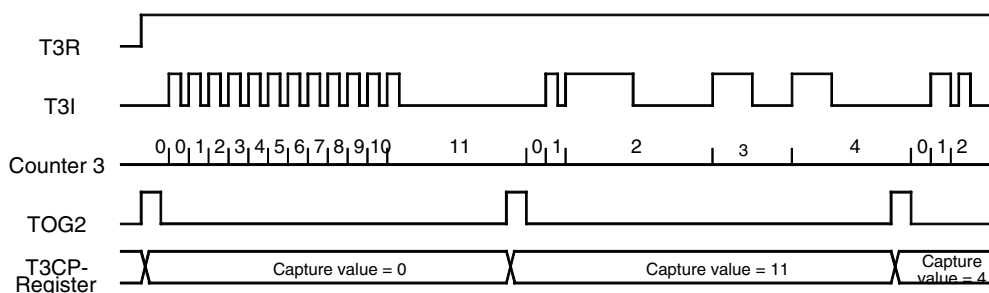 T3R
T3I
Counter 3
0 0 1 2 3 4 5 6 7 8 9 10 11 0 1 2 3 4 0 1 2
TOG2
T3CP-
Register
Capture value = 0
Capture value = 11
Capture
value = 4